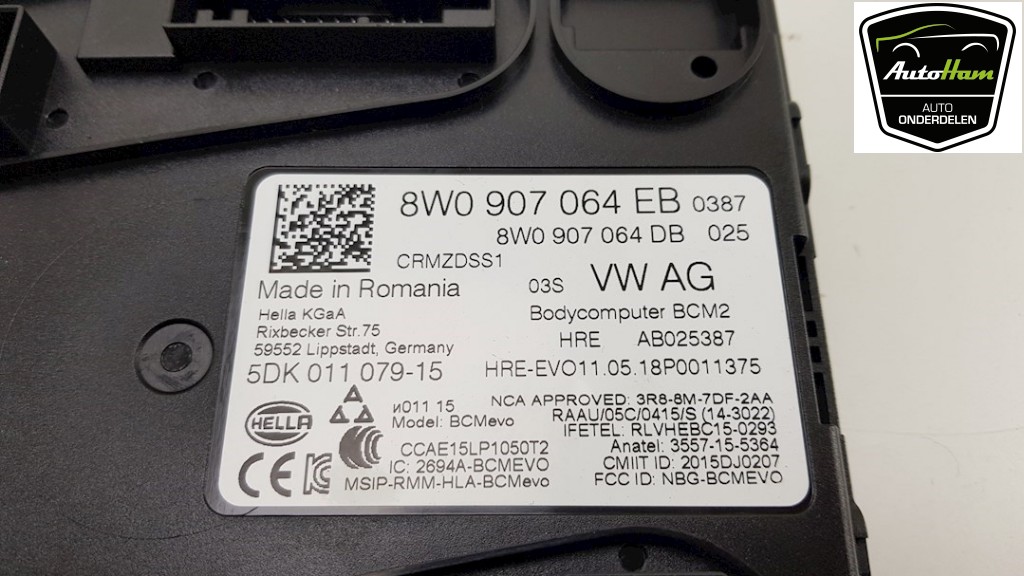 AutoHam
AUTO
ONDERDELEN
8W0 907 064 EB 0387
8W0 907 064 DB 025
CRMZDSS1
03S VW AG
Made in Romania
Bodycomputer BCM2
Hella KGaA
Rixbecker Str.75
59552 Lippstadt, Germany
HRE AB025387
5DK 011 079-15
HRE-EVO11.05.18P0011375
NCA APPROVED: 3R8-8M-7DF-2AA
И011 15
RAAU/05C/0415/S (14-3022)
HELLA
Model: BCMevo
IFETEL: RLVHEBC15-0293
CCAE15LP1050T2
Anatel: 3557-15-5364
IC: 2694A-BCMEVO
CMIIT ID: 2015DJ0207
CE
MSIP-RMM-HLA-BCMevo
FCC ID: NBG-BCMEVO